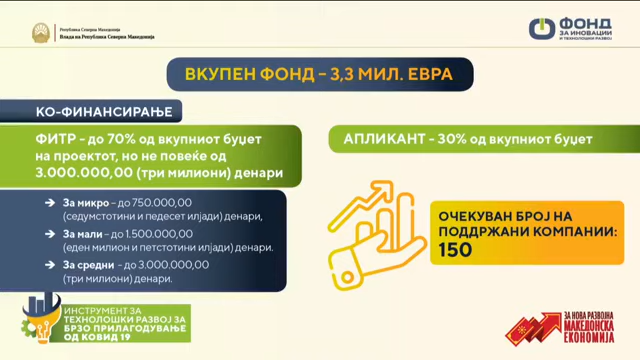 Република Северна Македонија
Влада на Република Северна Македонија
ФОНД
ЗА ИНОВАЦИИ
И ТЕХНОЛОШКИ РАЗВОЈ
ВКУПЕН ФОНД – 3,3 МИЛ. ЕВРА
КО-ФИНАНСИРАЊЕ
ФИТР - до 70% од вкупниот буџет
на проектот, но не повеќе од
3.000.000,00 (три милиони) денари
АПЛИКАНТ - 30% од вкупниот буџет
→ За микро – до 750.000,00
(седумстотини и педесет илјади) денари,
→ За мали – до 1.500.000,00
(еден милион и петстотини илјади) денари.
→ За средни – до 3.000.000,00
(три милиони) денари.
ОЧЕКУВАН БРОЈ НА
ПОДДРЖАНИ КОМПАНИИ:
150
ИНСТРУМЕНТ ЗА
ТЕХНОЛОШКИ РАЗВОЈ ЗА
БРЗО ПРИЛАГОДУВАЊЕ
ОД КОВИД 19
ЗА НОВА РАЗВОЈНА
МАКЕДОНСКА
ЕКОНОМИЈА